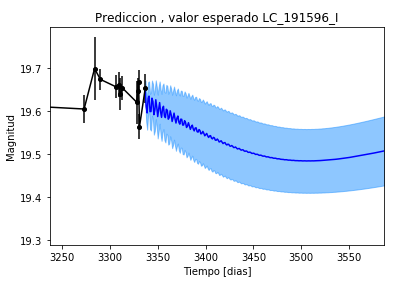 Prediccion , valor esperado LC_191596_I
Magnitud
19.7
19.6
19.5
19.4
19.3
3250 3300 3350 3400 3450 3500 3550
Tiempo [dias]